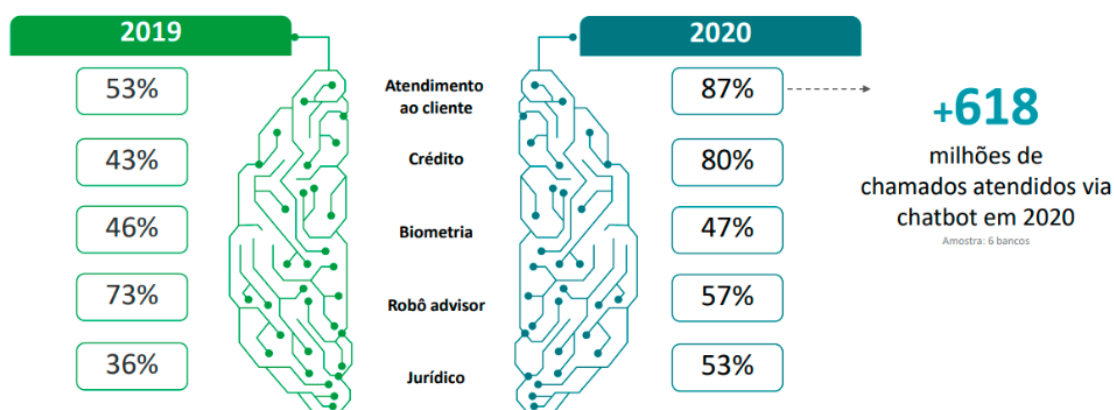 2019
2020
53%
Atendimento
ao cliente
87%
+618
milhões de
chamados atendidos via
chatbot em 2020
Amostra: 6 bancos
43%
Crédito
80%
46%
Biometria
47%
73%
Robô advisor
57%
36%
Jurídico
53%